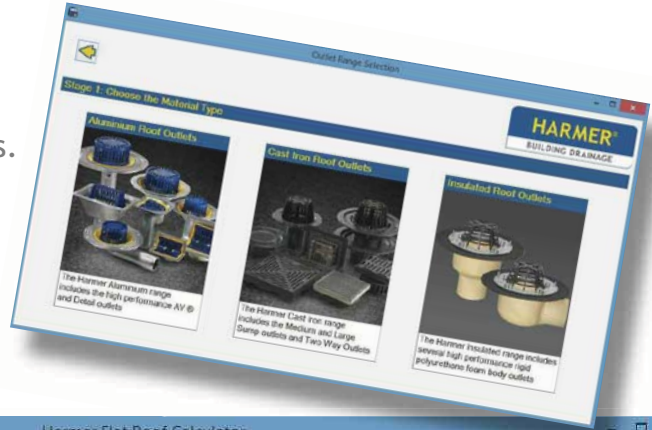 s.
Outlet Range Selection
Stage 1: Choose the Material Type
HARMER®
BUILDING DRAINAGE
Aluminium Roof Outlets
The Harmer Aluminium range
includes the high performance AV ®
and Detail outlets
Cast Iron Roof Outlets
The Harmer Cast Iron range
includes the Medium and Large
Sump outlets and Two Way Outlets
Insulated Roof Outlets
The Harmer Insulated range includes
several high performance rigid
polyurethane foam body outlets
Harmer Flat Roof Calculator